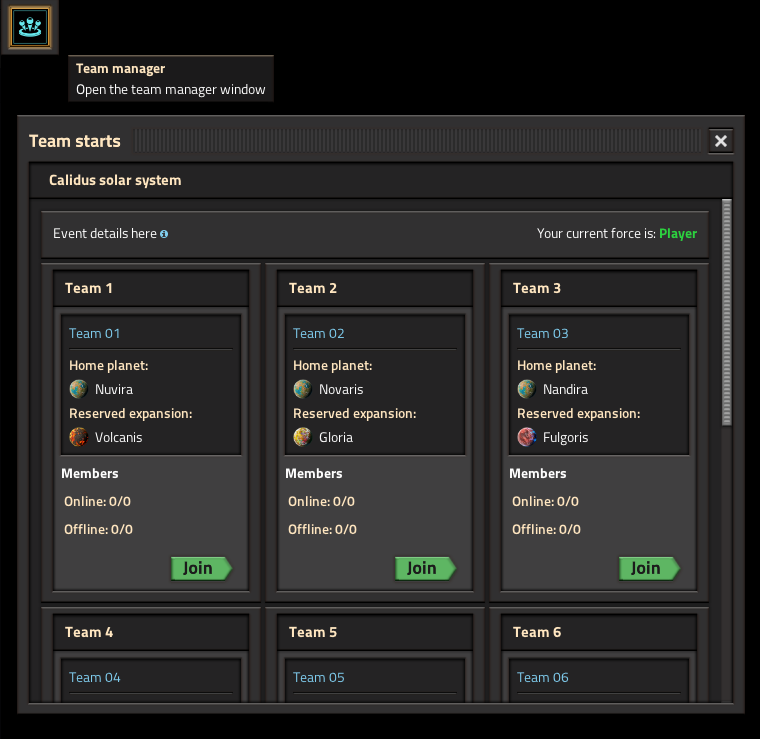 Team manager
Open the team manager window
Team starts
Calidus solar system
Event details here
Your current force is: Player
Team 1
Team 2
Team 3
Team 01
Team 02
Team 03
Home planet:
Home planet:
Home planet:
Nuvira
Novaris
Nandira
Reserved expansion:
Reserved expansion:
Reserved expansion:
Volcanis
Gloria
Fulgoris
Members
Members
Members
Online: 0/0
Online: 0/0
Online: 0/0
Offline: 0/0
Offline: 0/0
Offline: 0/0
Join
Join
Join
Team 4
Team 5
Team 6
Team 04
Team 05
Team 06